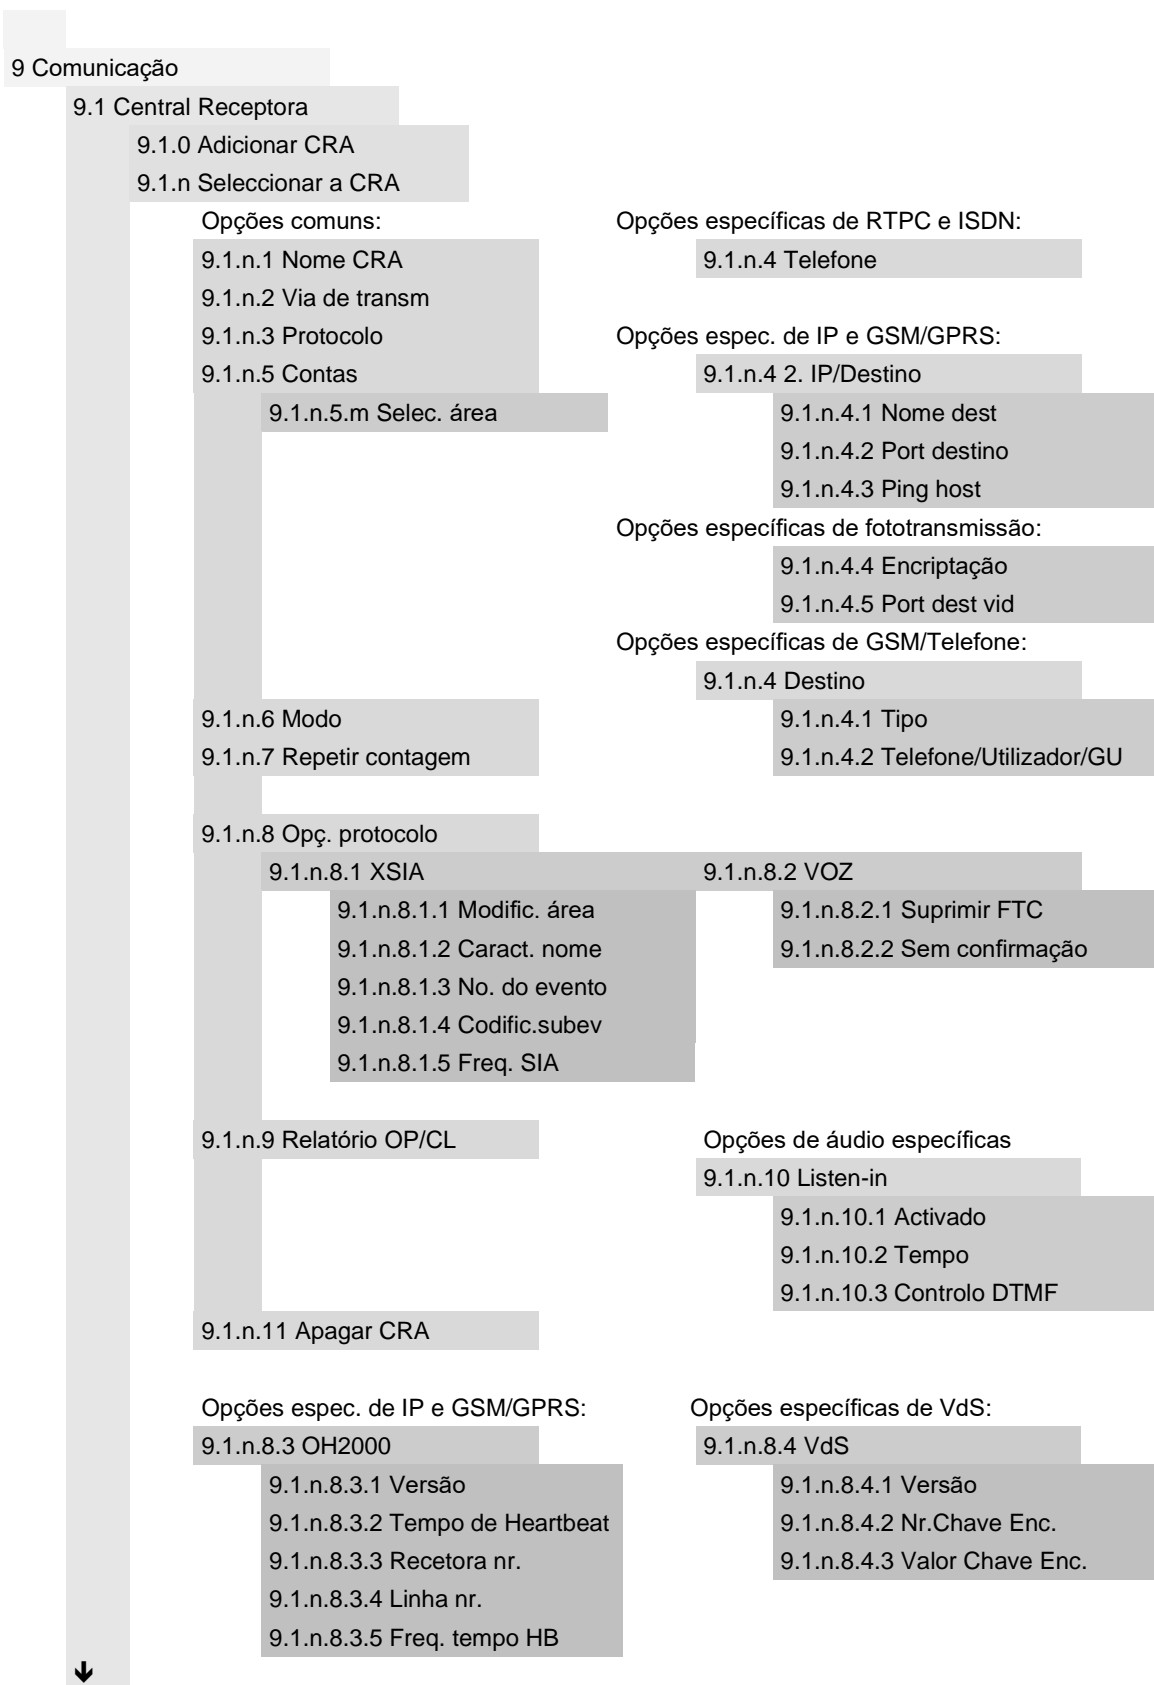 9 Comunicação
9.1 Central Receptora
9.1.0 Adicionar CRA
9.1.n Seleccionar a CRA
Opções comuns:
9.1.n.1 Nome CRA
9.1.n.2 Via de transm
9.1.n.3 Protocolo
9.1.n.5 Contas
9.1.n.5.m Selec. área
Opções específicas de RTPC e ISDN:
9.1.n.4 Telefone
Opções espec. de IP e GSM/GPRS:
9.1.n.4 2. IP/Destino
9.1.n.4.1 Nome dest
9.1.n.4.2 Port destino
9.1.n.4.3 Ping host
Opções específicas de fototransmissão:
9.1.n.4.4 Encriptação
9.1.n.4.5 Port dest vid
Opções específicas de GSM/Telefone:
9.1.n.4 Destino
9.1.n.4.1 Tipo
9.1.n.4.2 Telefone/Utilizador/GU
9.1.n.6 Modo
9.1.n.7 Repetir contagem
9.1.n.8 Opç. protocolo
9.1.n.8.1 XSIA
9.1.n.8.1.1 Modific. área
9.1.n.8.1.2 Caract. nome
9.1.n.8.1.3 No. do evento
9.1.n.8.1.4 Codific.subev
9.1.n.8.1.5 Freq. SIA
9.1.n.8.2 VOZ
9.1.n.8.2.1 Suprimir FTC
9.1.n.8.2.2 Sem confirmação
9.1.n.9 Relatório OP/CL
Opções de áudio específicas
9.1.n.10 Listen-in
9.1.n.10.1 Activado
9.1.n.10.2 Tempo
9.1.n.10.3 Controlo DTMF
9.1.n.11 Apagar CRA
Opções espec. de IP e GSM/GPRS:
9.1.n.8.3 OH2000
9.1.n.8.3.1 Versão
9.1.n.8.3.2 Tempo de Heartbeat
9.1.n.8.3.3 Recetora nr.
9.1.n.8.3.4 Linha nr.
9.1.n.8.3.5 Freq. tempo HB
Opções específicas de VdS:
9.1.n.8.4 VdS
9.1.n.8.4.1 Versão
9.1.n.8.4.2 Nr.Chave Enc.
9.1.n.8.4.3 Valor Chave Enc.